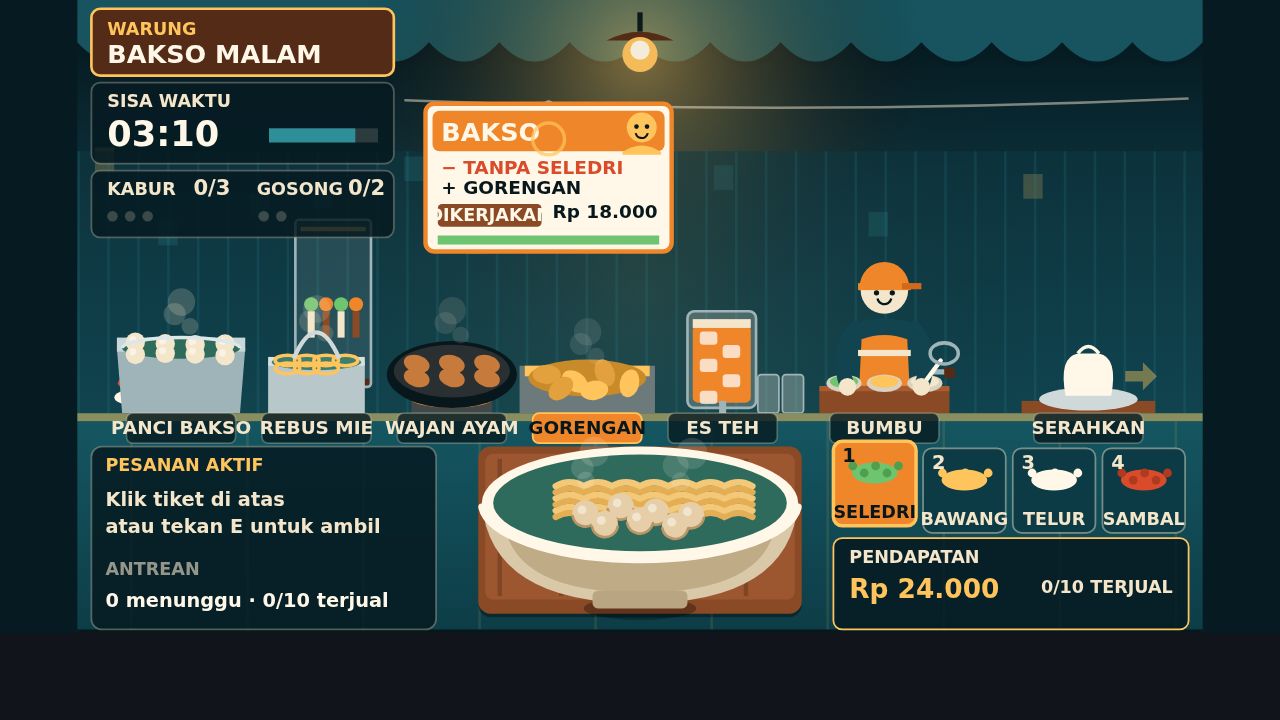 WARUNG
BAKSO MALAM
SISA WAKTU
03:10
KABUR 0/3 GOSONG 0/2
BAKSO
− TANPA SELEDRI
+ GORENGAN
DIKERJAKAN Rp 18.000
PANCI BAKSO
REBUS MIE
WAJAN AYAM
GORENGAN
ES TEH
BUMBU
SERAHKAN
PESANAN AKTIF
Klik tiket di atas
atau tekan E untuk ambil
ANTREAN
0 menunggu · 0/10 terjual
1
SELEDRI
2
BAWANG
3
TELUR
4
SAMBAL
PENDAPATAN
Rp 24.000 0/10 TERJUAL